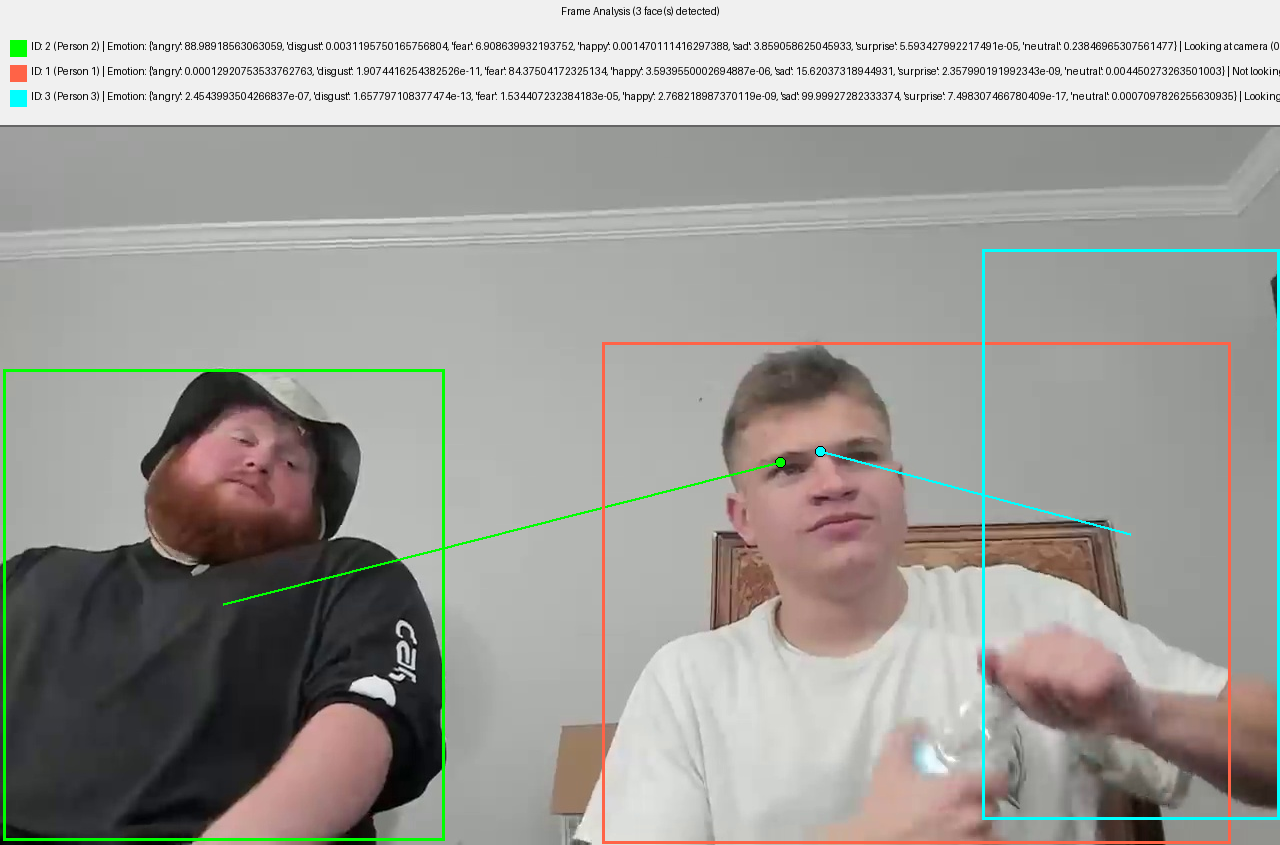 Frame Analysis (3 face(s) detected)
ID: 2 (Person 2) | Emotion: {'angry': 88.98918563063059, 'disgust': 0.0031195750165756804, 'fear': 6.908639932193752, 'happy': 0.001470111416297388, 'sad': 3.859058625045933, 'surprise': 5.593427992217491e-05, 'neutral': 0.23846965307561477} | Looking at camera (0
ID: 1 (Person 1) | Emotion: {'angry': 0.00012920753533762763, 'disgust': 1.9074416254382526e-11, 'fear': 84.37504172325134, 'happy': 3.5939550002694887e-06, 'sad': 15.62037318944931, 'surprise': 2.357990191992343e-09, 'neutral': 0.004450273263501003} | Not looking
ID: 3 (Person 3) | Emotion: {'angry': 2.4543993504266837e-07, 'disgust': 1.657797108377474e-13, 'fear': 1.534407232384183e-05, 'happy': 2.768218987370119e-09, 'sad': 99.99927282333374, 'surprise': 7.498307466780409e-17, 'neutral': 0.0007097826255630935} | Looking